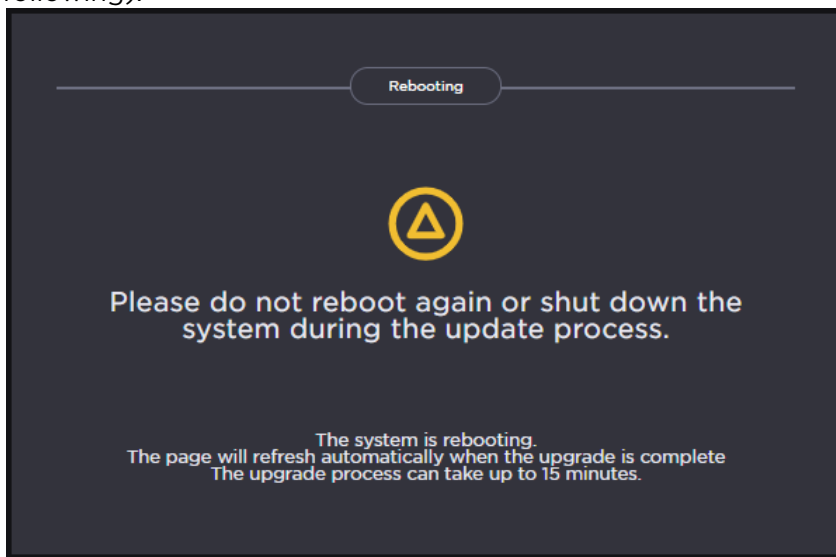 following).
Rebooting
Please do not reboot again or shut down the
system during the update process.
The system is rebooting.
The page will refresh automatically when the upgrade is complete
The upgrade process can take up to 15 minutes.